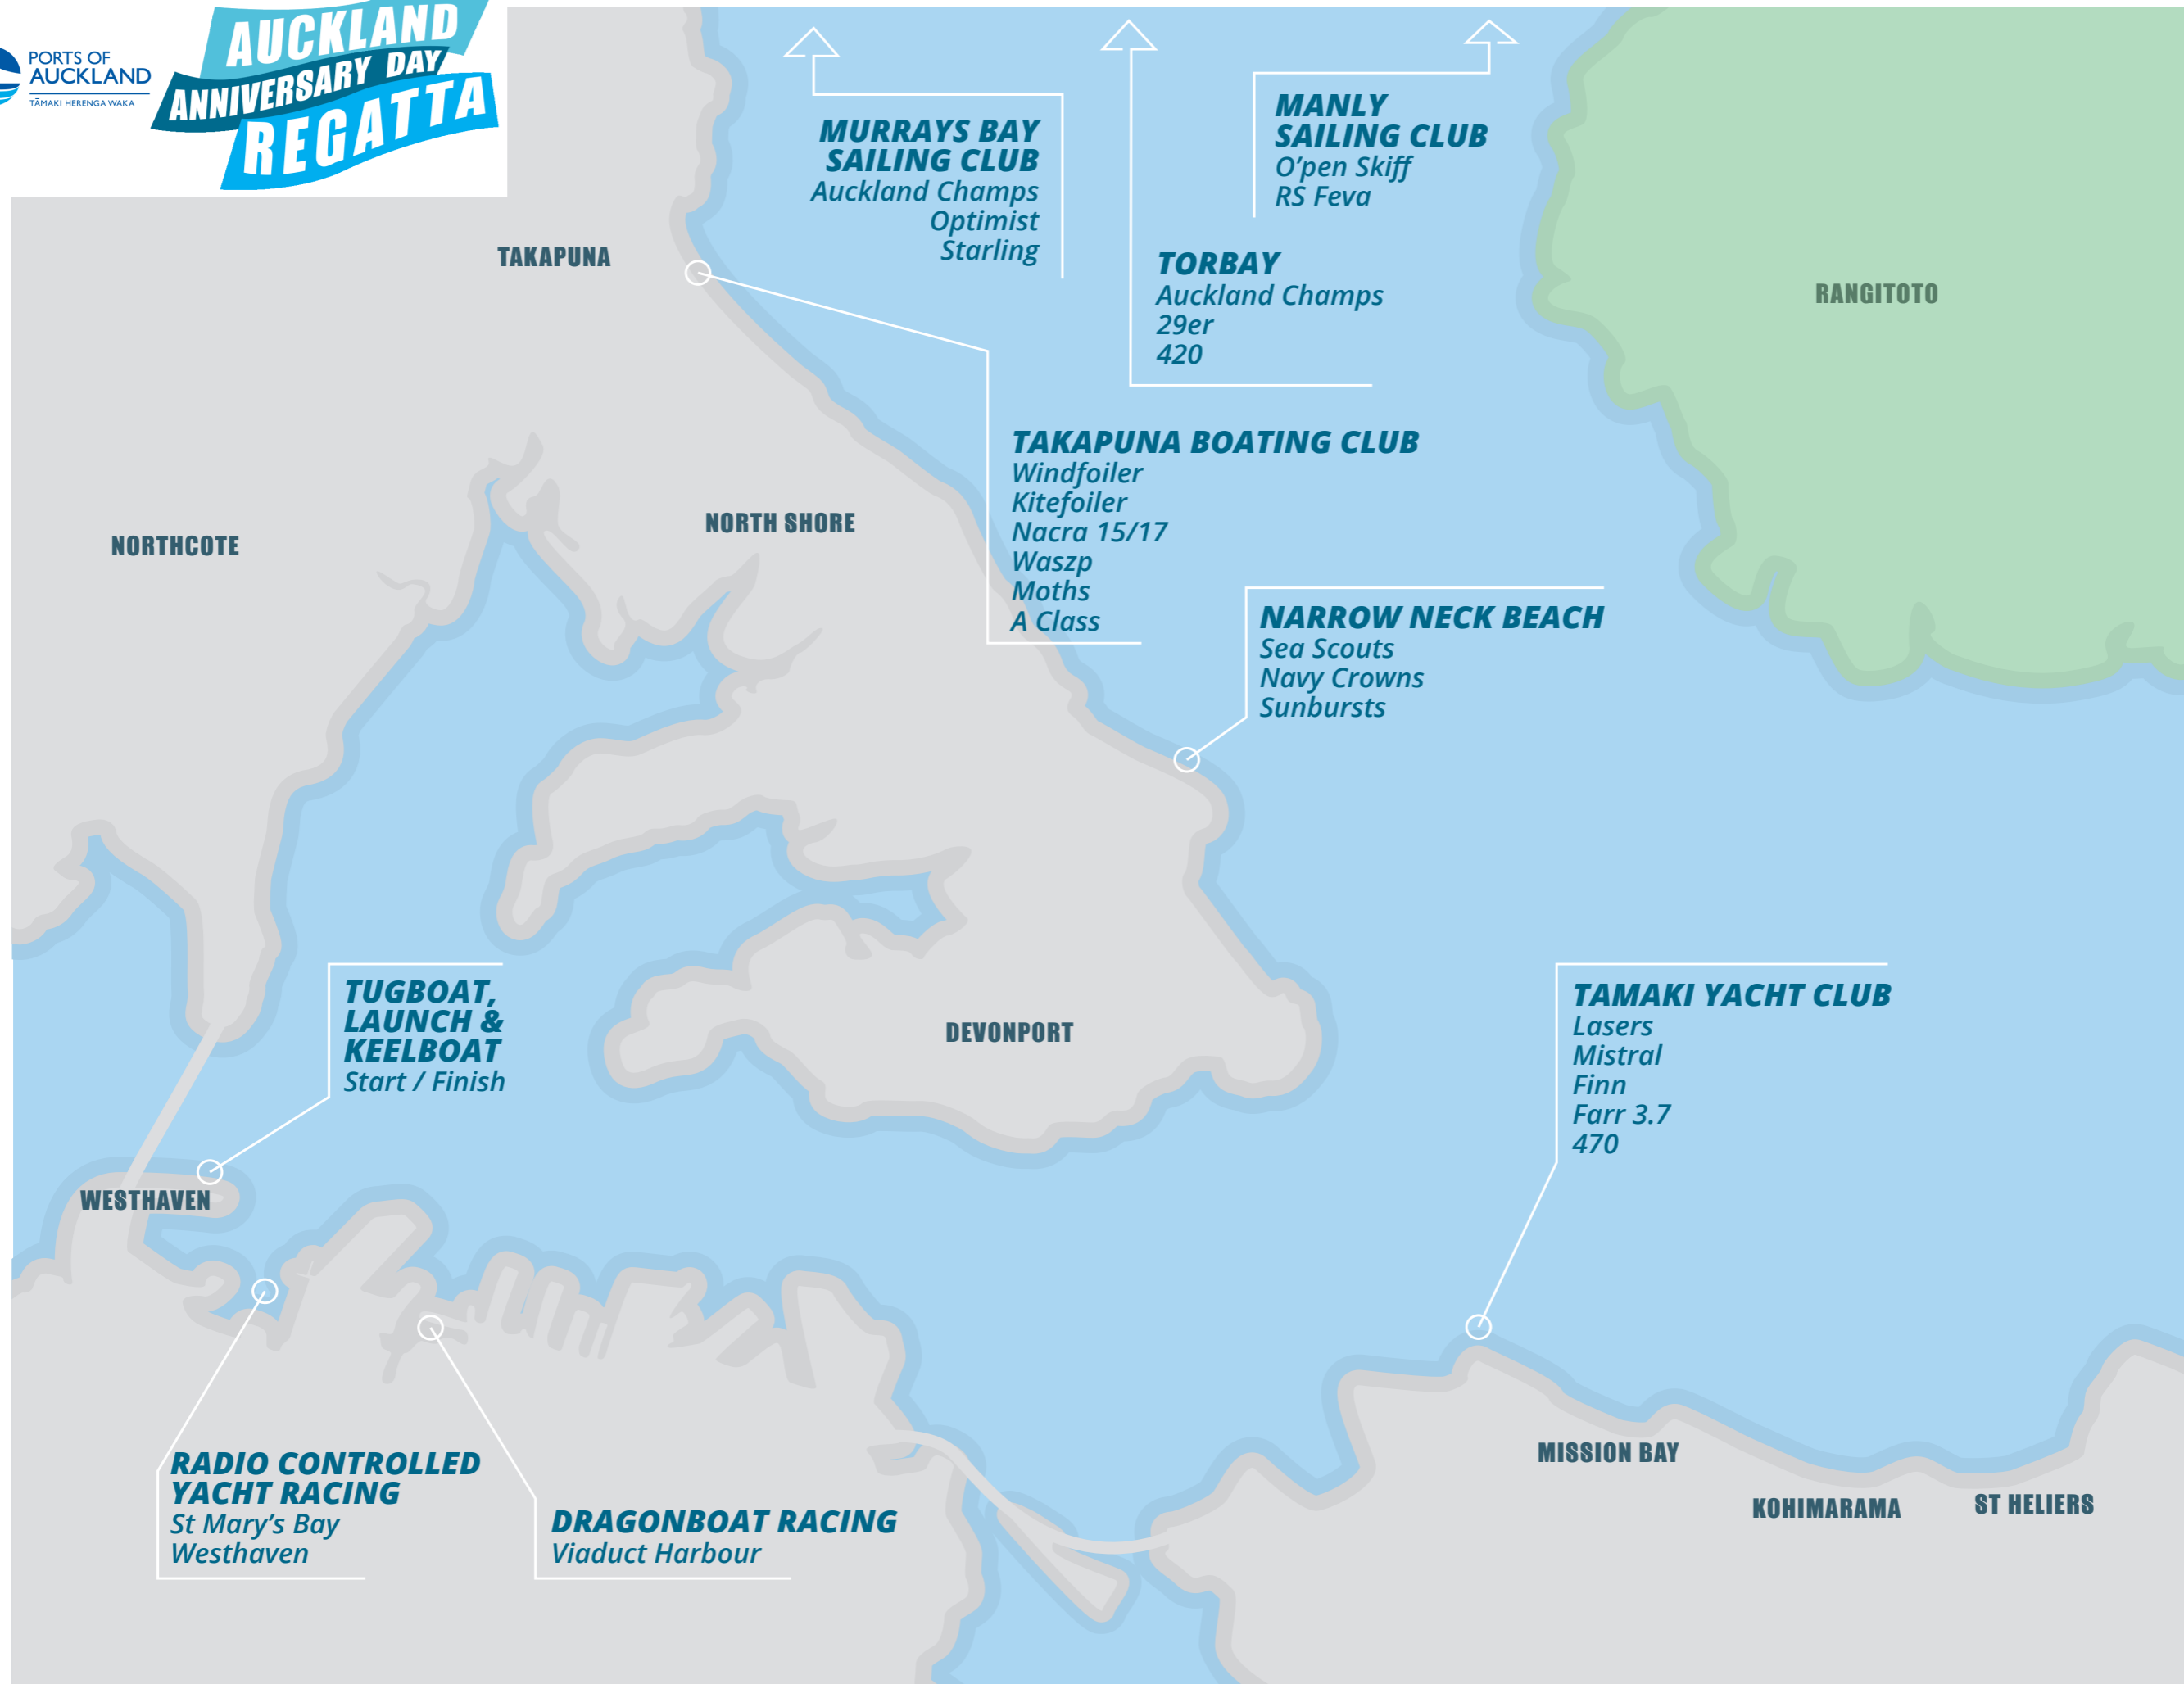 PORTS OF
AUCKLAND
TĀMAKI HERENGA WAKA
AUCKLAND
ANNIVERSARY DAY
REGATTA
MURRAYS BAY
SAILING CLUB
Auckland Champs
Optimist
Starling
MANLY
SAILING CLUB
O’pen Skiff
RS Feva
TORBAY
Auckland Champs
29er
420
TAKAPUNA
RANGITOTO
TAKAPUNA BOATING CLUB
Windfoiler
Kitefoiler
Nacra 15/17
Waszp
Moths
A Class
NORTH SHORE
NORTHCOTE
NARROW NECK BEACH
Sea Scouts
Navy Crowns
Sunbursts
TUGBOAT,
LAUNCH &
KEELBOAT
Start / Finish
DEVONPORT
TAMAKI YACHT CLUB
Lasers
Mistral
Finn
Farr 3.7
470
WESTHAVEN
RADIO CONTROLLED
YACHT RACING
St Mary’s Bay
Westhaven
DRAGONBOAT RACING
Viaduct Harbour
MISSION BAY
KOHIMARAMA
ST HELIERS